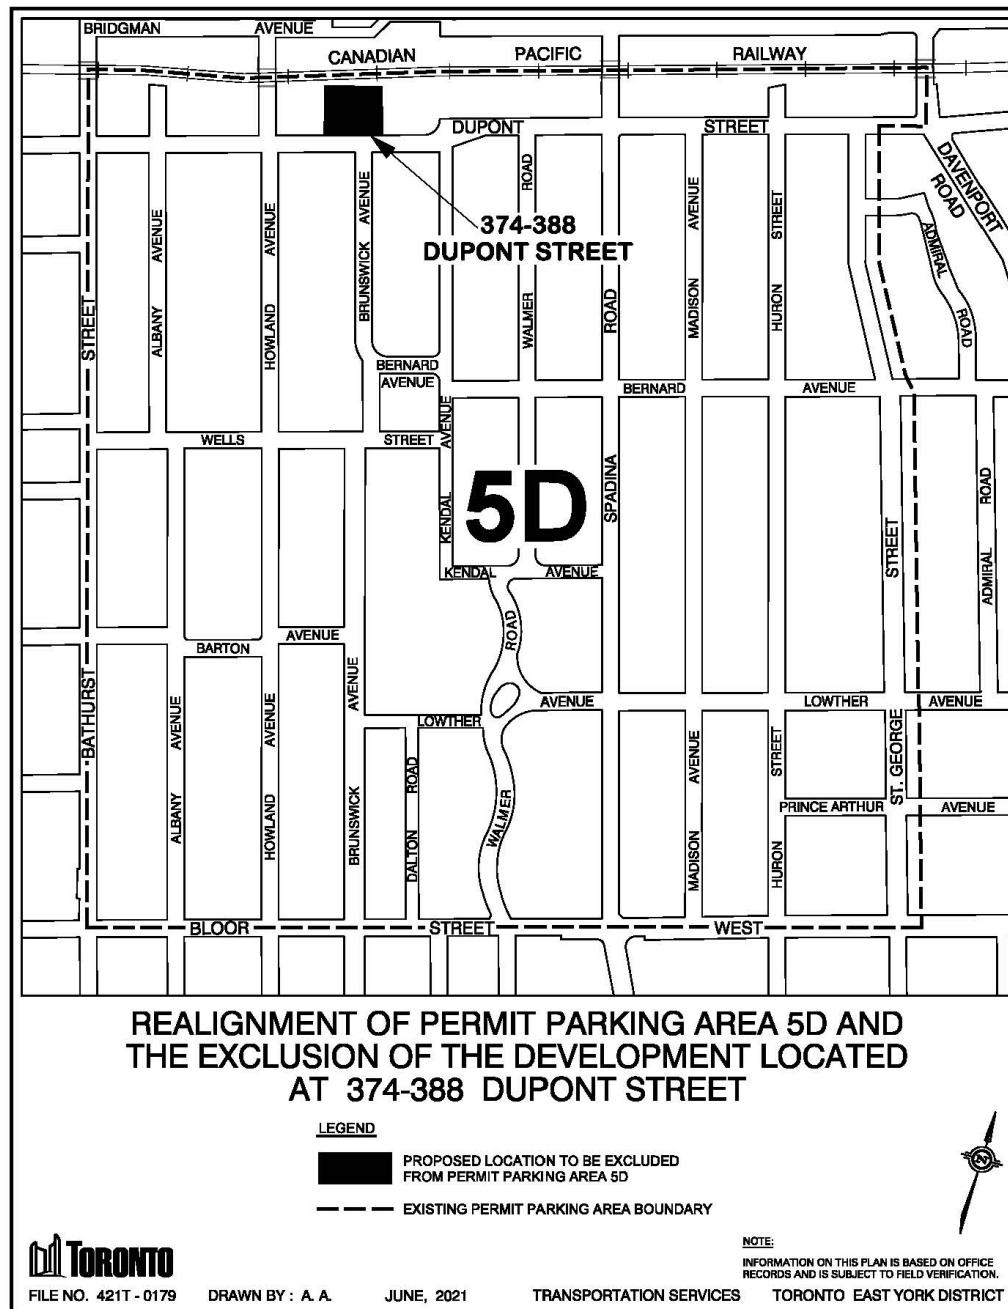 BRIDGMAN AVENUE
CANADIAN PACIFIC RAILWAY
DUPONT STREET
DAVENPORT ROAD
374-388
DUPONT STREET
ALBANY AVENUE
HOWLAND AVENUE
BRUNSWICK AVENUE
WALMER ROAD
SPADINA ROAD
MADISON AVENUE
HURON STREET
ADMIRAL ROAD
BATHURST STREET
BERNARD
AVENUE
BERNARD AVENUE
WELLS STREET
KENDAL AVENUE
5D
KENDAL AVENUE
ST. GEORGE STREET
ADMIRAL ROAD
BARTON AVENUE
WALMER ROAD
LOWTHER AVENUE
LOWTHER AVENUE
ALBANY AVENUE
HOWLAND AVENUE
BRUNSWICK AVENUE
DALTON ROAD
MADISON AVENUE
HURON STREET
PRINCE ARTHUR AVENUE
BLOOR STREET WEST
REALIGNMENT OF PERMIT PARKING AREA 5D AND
THE EXCLUSION OF THE DEVELOPMENT LOCATED
AT 374-388 DUPONT STREET
LEGEND
PROPOSED LOCATION TO BE EXCLUDED
FROM PERMIT PARKING AREA 5D
EXISTING PERMIT PARKING AREA BOUNDARY
N
NOTE:
INFORMATION ON THIS PLAN IS BASED ON OFFICE
RECORDS AND IS SUBJECT TO FIELD VERIFICATION.
TORONTO
FILE NO. 421T - 0179 DRAWN BY : A. A. JUNE, 2021 TRANSPORTATION SERVICES TORONTO EAST YORK DISTRICT